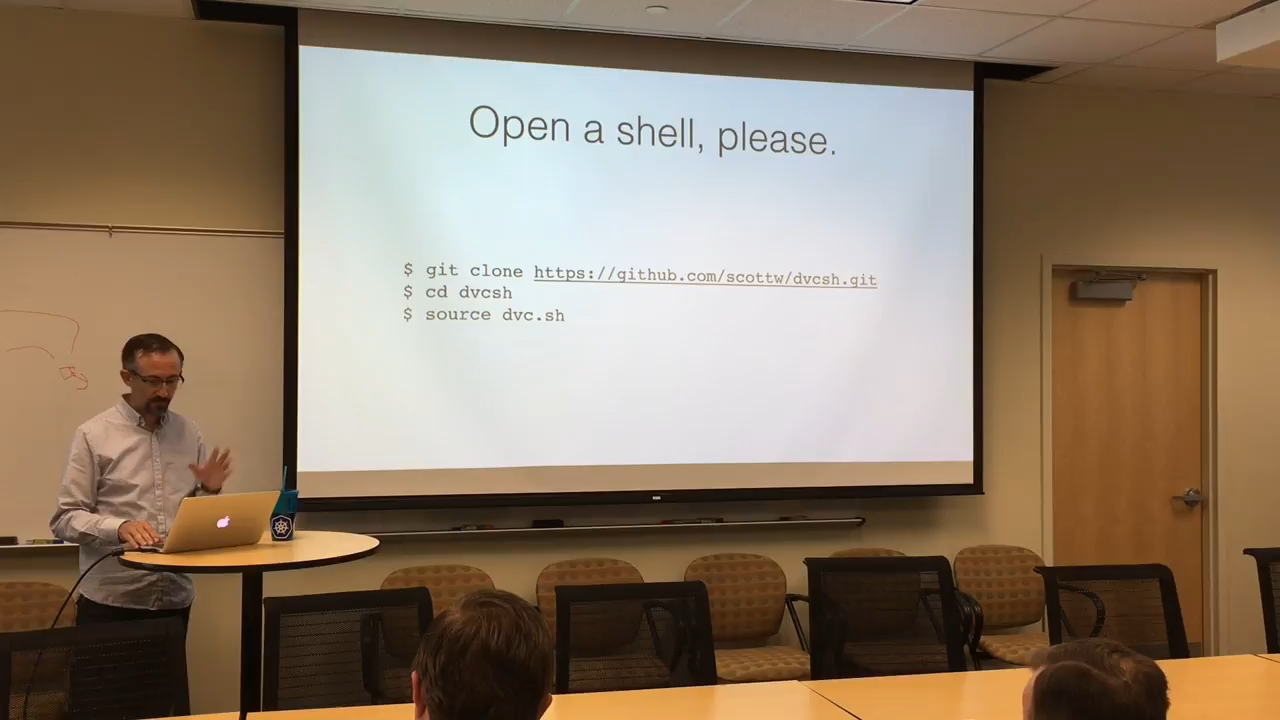 Open a shell, please.
$ git clone https://github.com/scottw/dvcsh.git
$ cd dvcsh
$ source dvc.sh